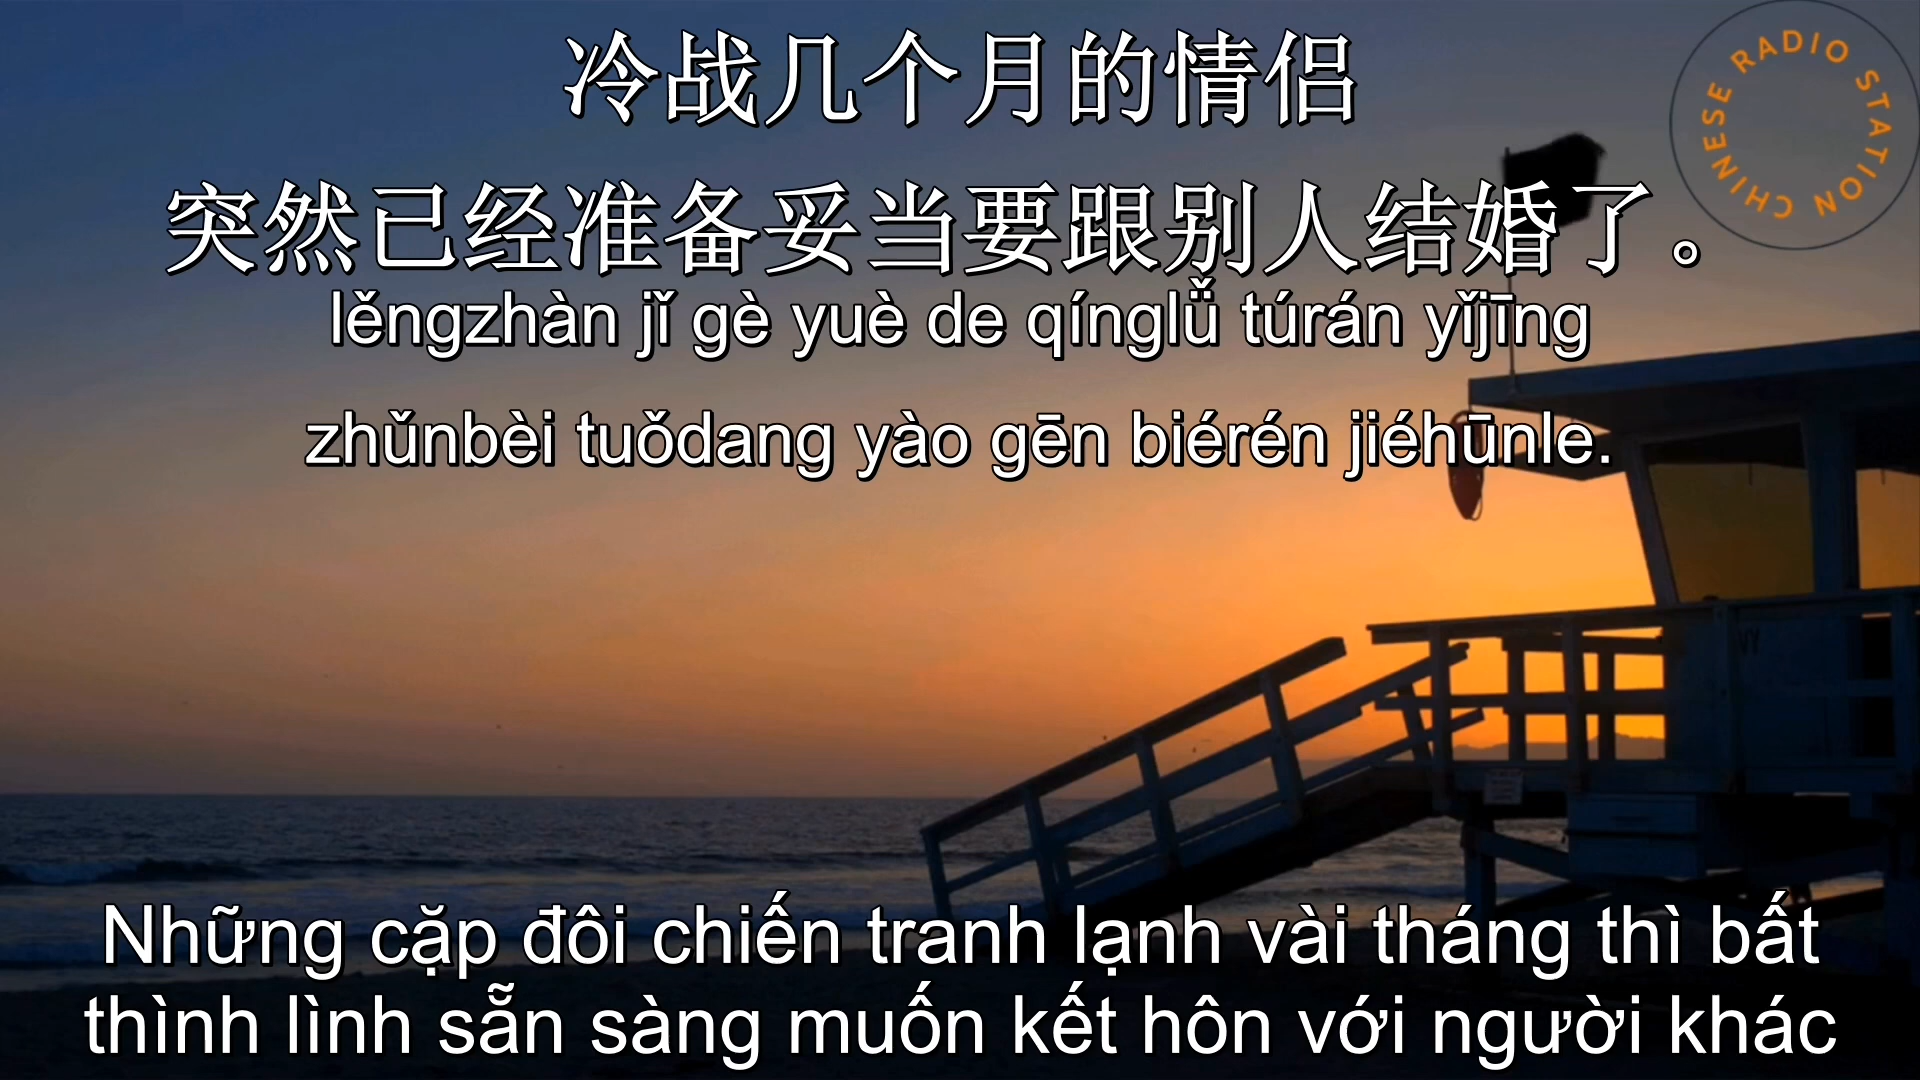 冷战几个月的情侣
突然已经准备妥当要跟别人结婚了。
lěngzhàn jǐ gè yuè de qínglǚ túrán yǐjīng
zhǔnbèi tuǒdang yào gēn biérén jiéhūnle.
Những cặp đôi chiến tranh lạnh vài tháng thì bất
thình lình sẵn sàng muốn kết hôn với người khác
CHINESE RADIO STATION